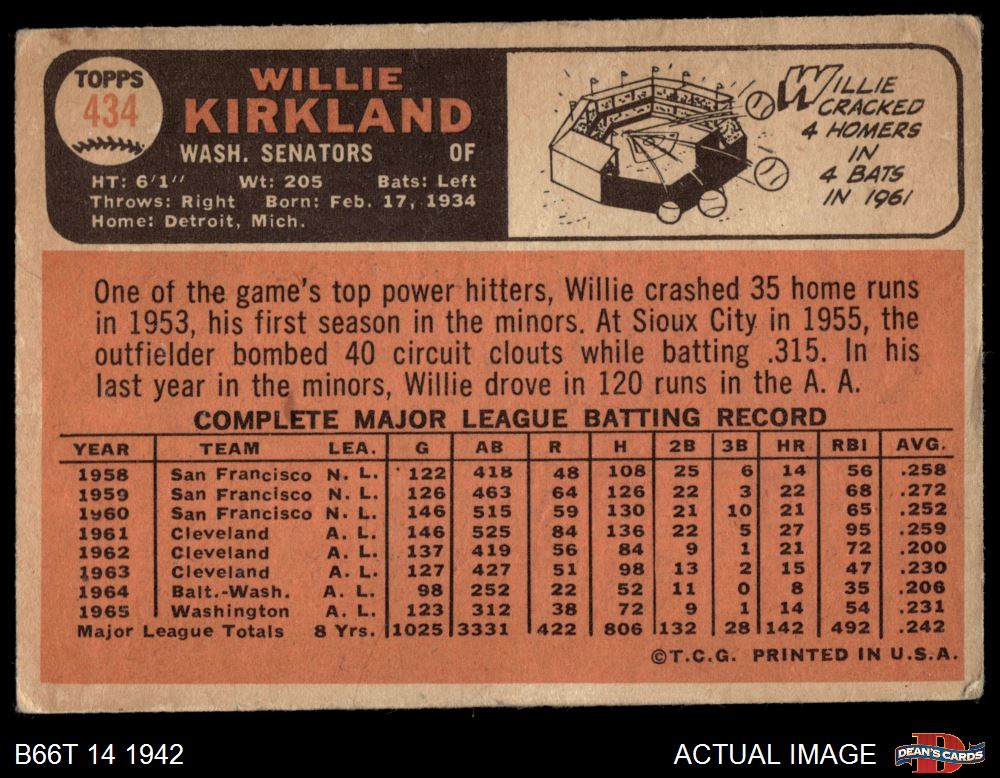 TOPPS
434
WILLIE
KIRKLAND
WASH. SENATORS OF
HT: 6'1" Wt: 205 Bats: Left
Throws: Right Born: Feb. 17, 1934
Home: Detroit, Mich.
WILLIE
CRACKED
4 HOMERS
IN
4 BATS
IN 1961
One of the game's top power hitters, Willie crashed 35 home runs
in 1953, his first season in the minors. At Sioux City in 1955, the
outfielder bombed 40 circuit clouts while batting .315. In his
last year in the minors, Willie drove in 120 runs in the A. A.
COMPLETE MAJOR LEAGUE BATTING RECORD
YEAR TEAM LEA. G AB R H 2B 3B HR RBI AVG.
1958 San Francisco N. L. 122 418 48 108 25 6 14 56 .258
1959 San Francisco N. L. 126 463 64 126 22 3 22 68 .272
1960 San Francisco N. L. 146 515 59 130 21 10 21 65 .252
1961 Cleveland A. L. 146 525 84 136 22 5 27 95 .259
1962 Cleveland A. L. 137 419 56 84 9 1 21 72 .200
1963 Cleveland A. L. 127 427 51 98 13 2 15 47 .230
1964 Balt.-Wash. A. L. 98 252 22 52 11 0 8 35 .206
1965 Washington A. L. 123 312 38 72 9 1 14 54 .231
Major League Totals 8 Yrs. 1025 3331 422 806 132 28 142 492 .242
©T.C.G. PRINTED IN U.S.A.
B66T 14 1942 ACTUAL IMAGE
DEAN'S CARDS